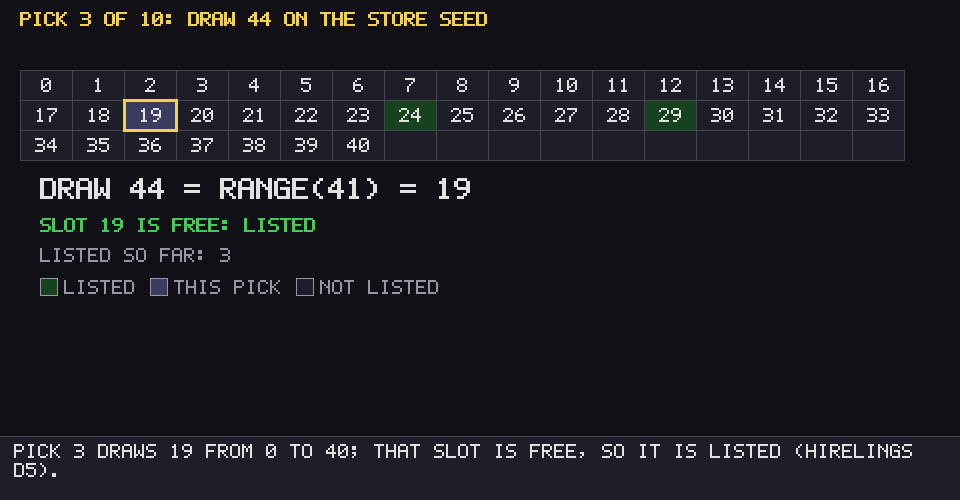 PICK 3 OF 10: DRAW 44 ON THE STORE SEED
0 1 2 3 4 5 6 7 8 9 10 11 12 13 14 15 16
17 18 19 20 21 22 23 24 25 26 27 28 29 30 31 32 33
34 35 36 37 38 39 40
DRAW 44 = RANGE(41) = 19
SLOT 19 IS FREE: LISTED
LISTED SO FAR: 3
LISTED THIS PICK NOT LISTED
PICK 3 DRAWS 19 FROM 0 TO 40; THAT SLOT IS FREE, SO IT IS LISTED (HIRELINGS
D5).